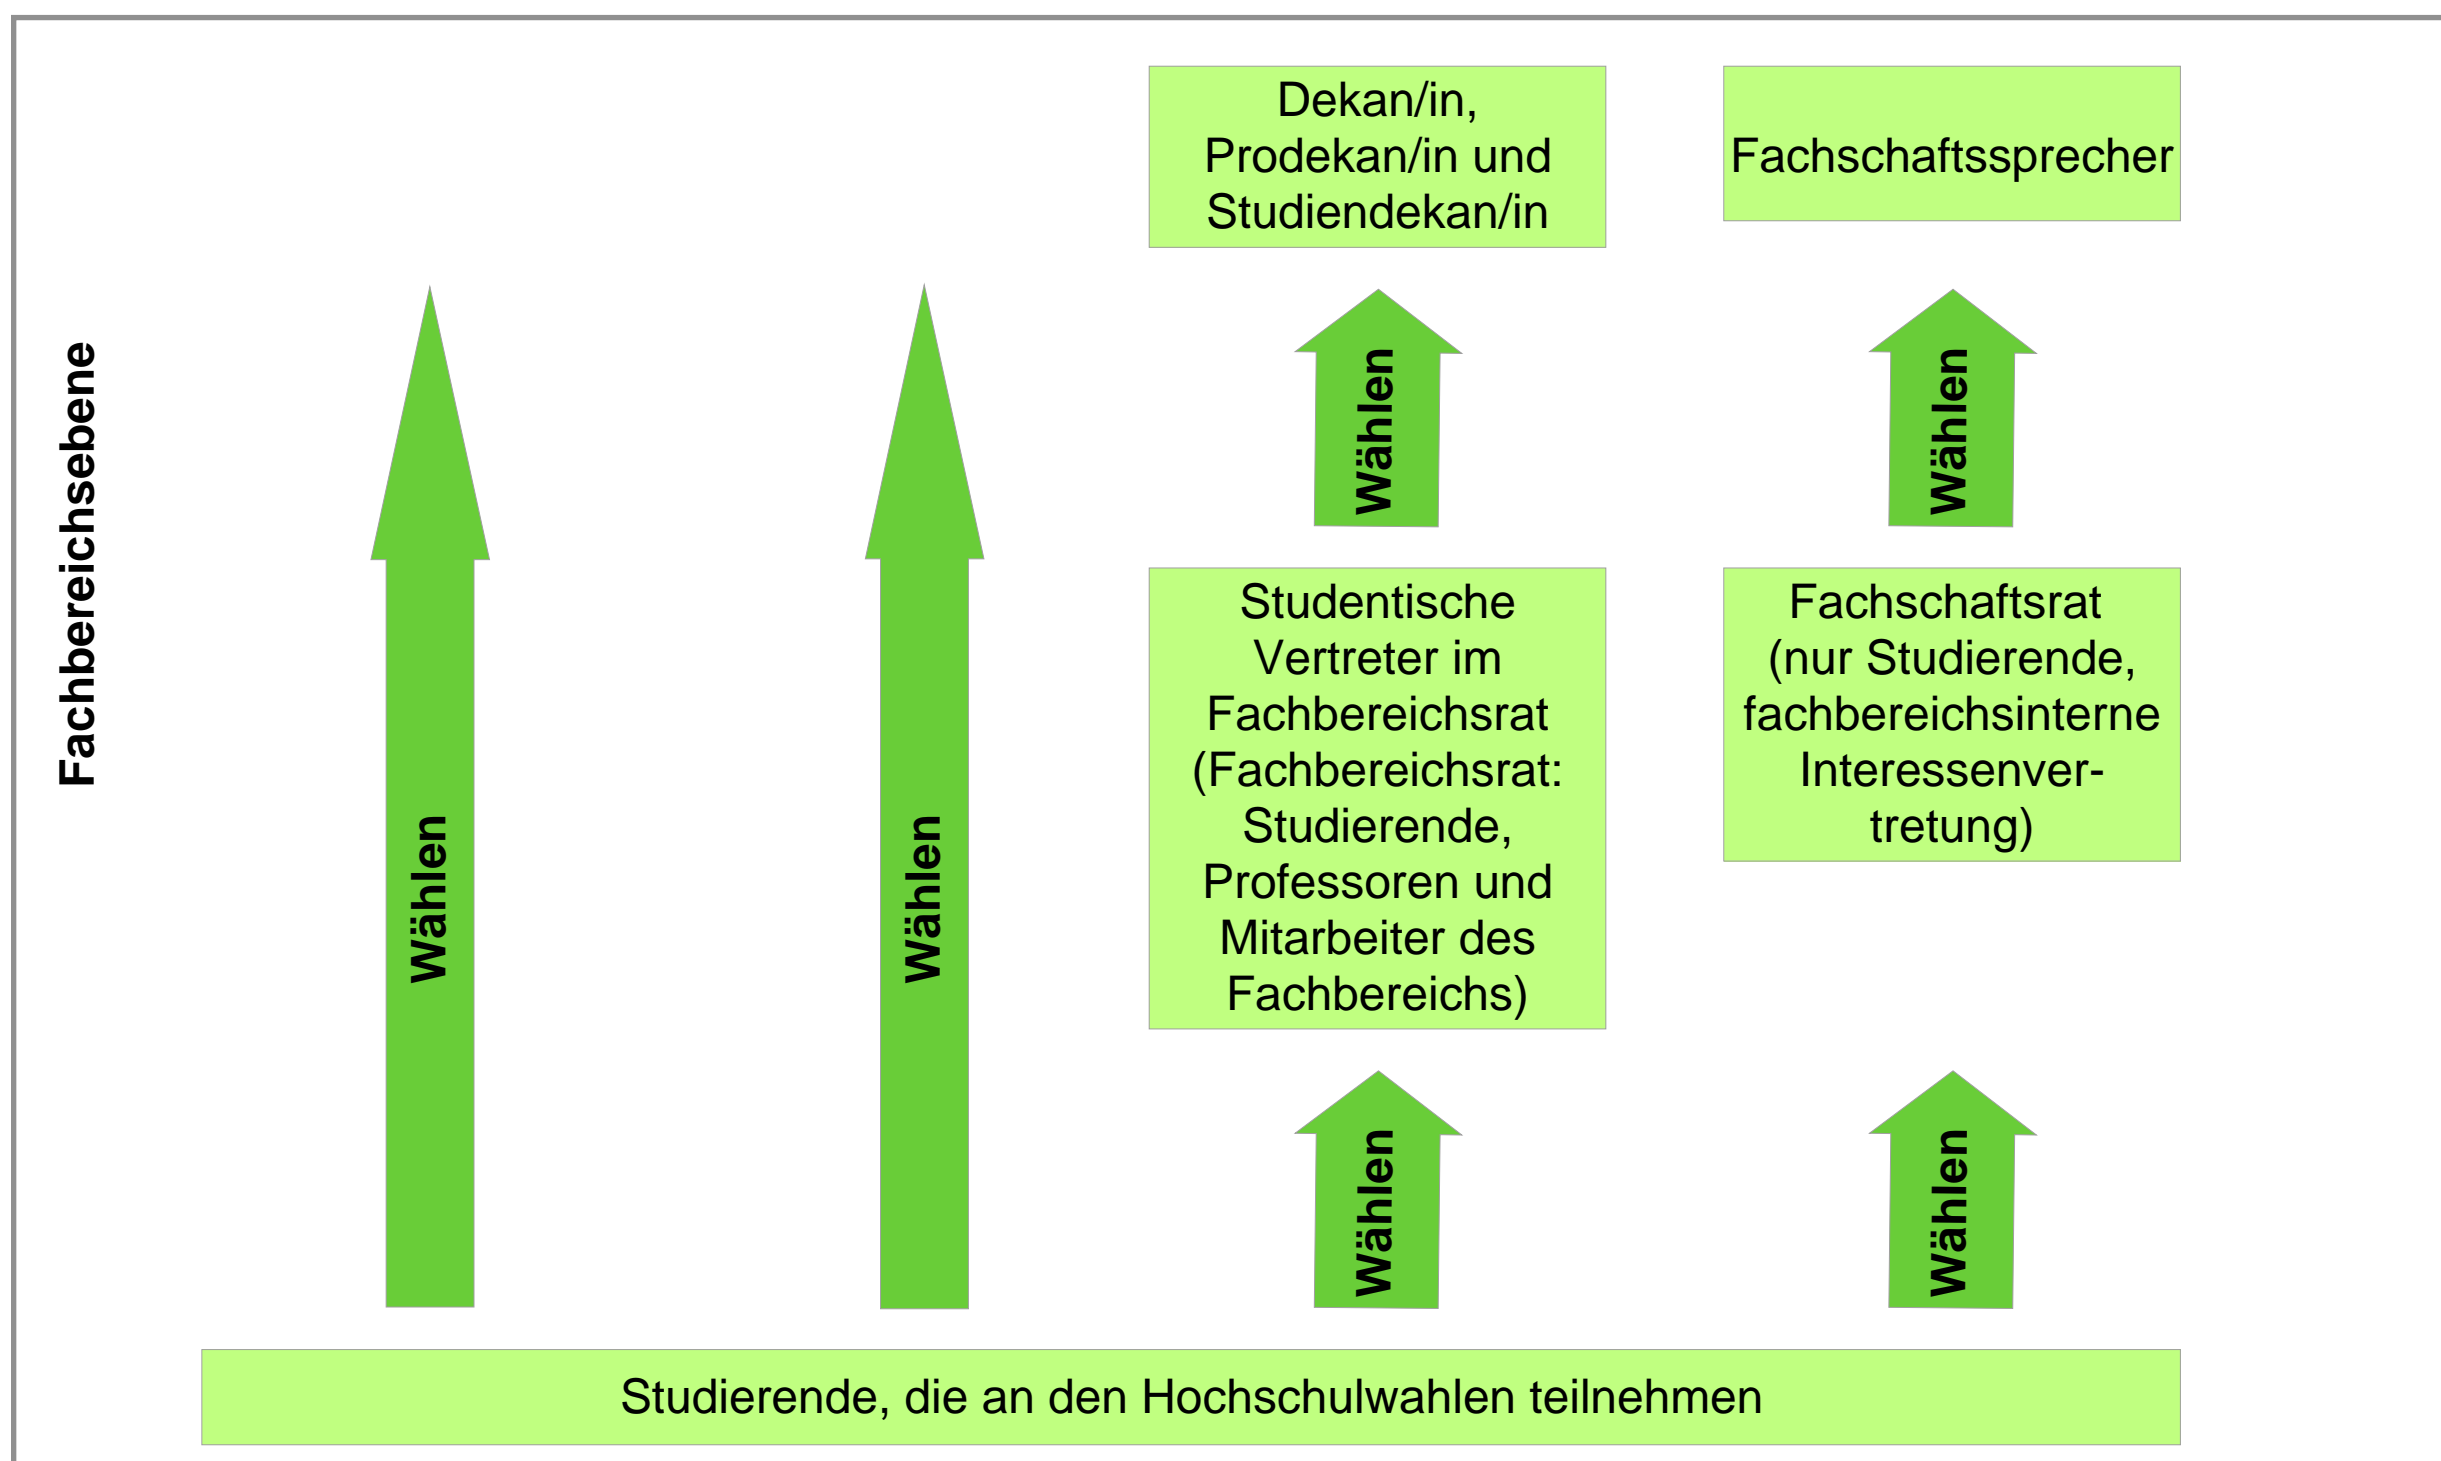 Fachbereichsebene
Dekan/in,
Prodekan/in und
Studiendekan/in
Fachschaftssprecher
Wählen
Wählen
Wählen
Wählen
Studentische
Vertreter im
Fachbereichsrat
(Fachbereichsrat:
Studierende,
Professoren und
Mitarbeiter des
Fachbereichs)
Fachschaftsrat
(nur Studierende,
fachbereichsinterne
Interessenver-
tretung)
Wählen
Wählen
Studierende, die an den Hochschulwahlen teilnehmen